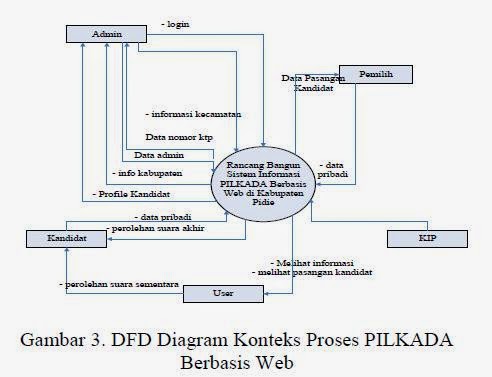 - login
Admin
Data Pasangan
Kandidat
Pemilih
- informasi kecamatan
Data nomor ktp
Data admin
- info kabupaten
- Profile Kandidat
Rancang Bangun
Sistem Informasi
PILKADA Berbasis
Web di Kabupaten
Pidie
- data
pribadi
- data pribadi
- perolehan suara akhir
Kandidat
KIP
- Melihat informasi
- melihat pasangan kandidat
- perolehan suara sementara
User
Gambar 3. DFD Diagram Konteks Proses PILKADA
Berbasis Web